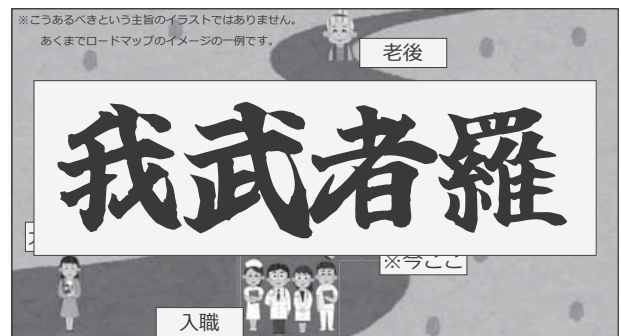 ※こうあるべきという主旨のイラストではありません。
あくまでロードマップのイメージの一例です。
老後
我武者羅
※今ここ
入職